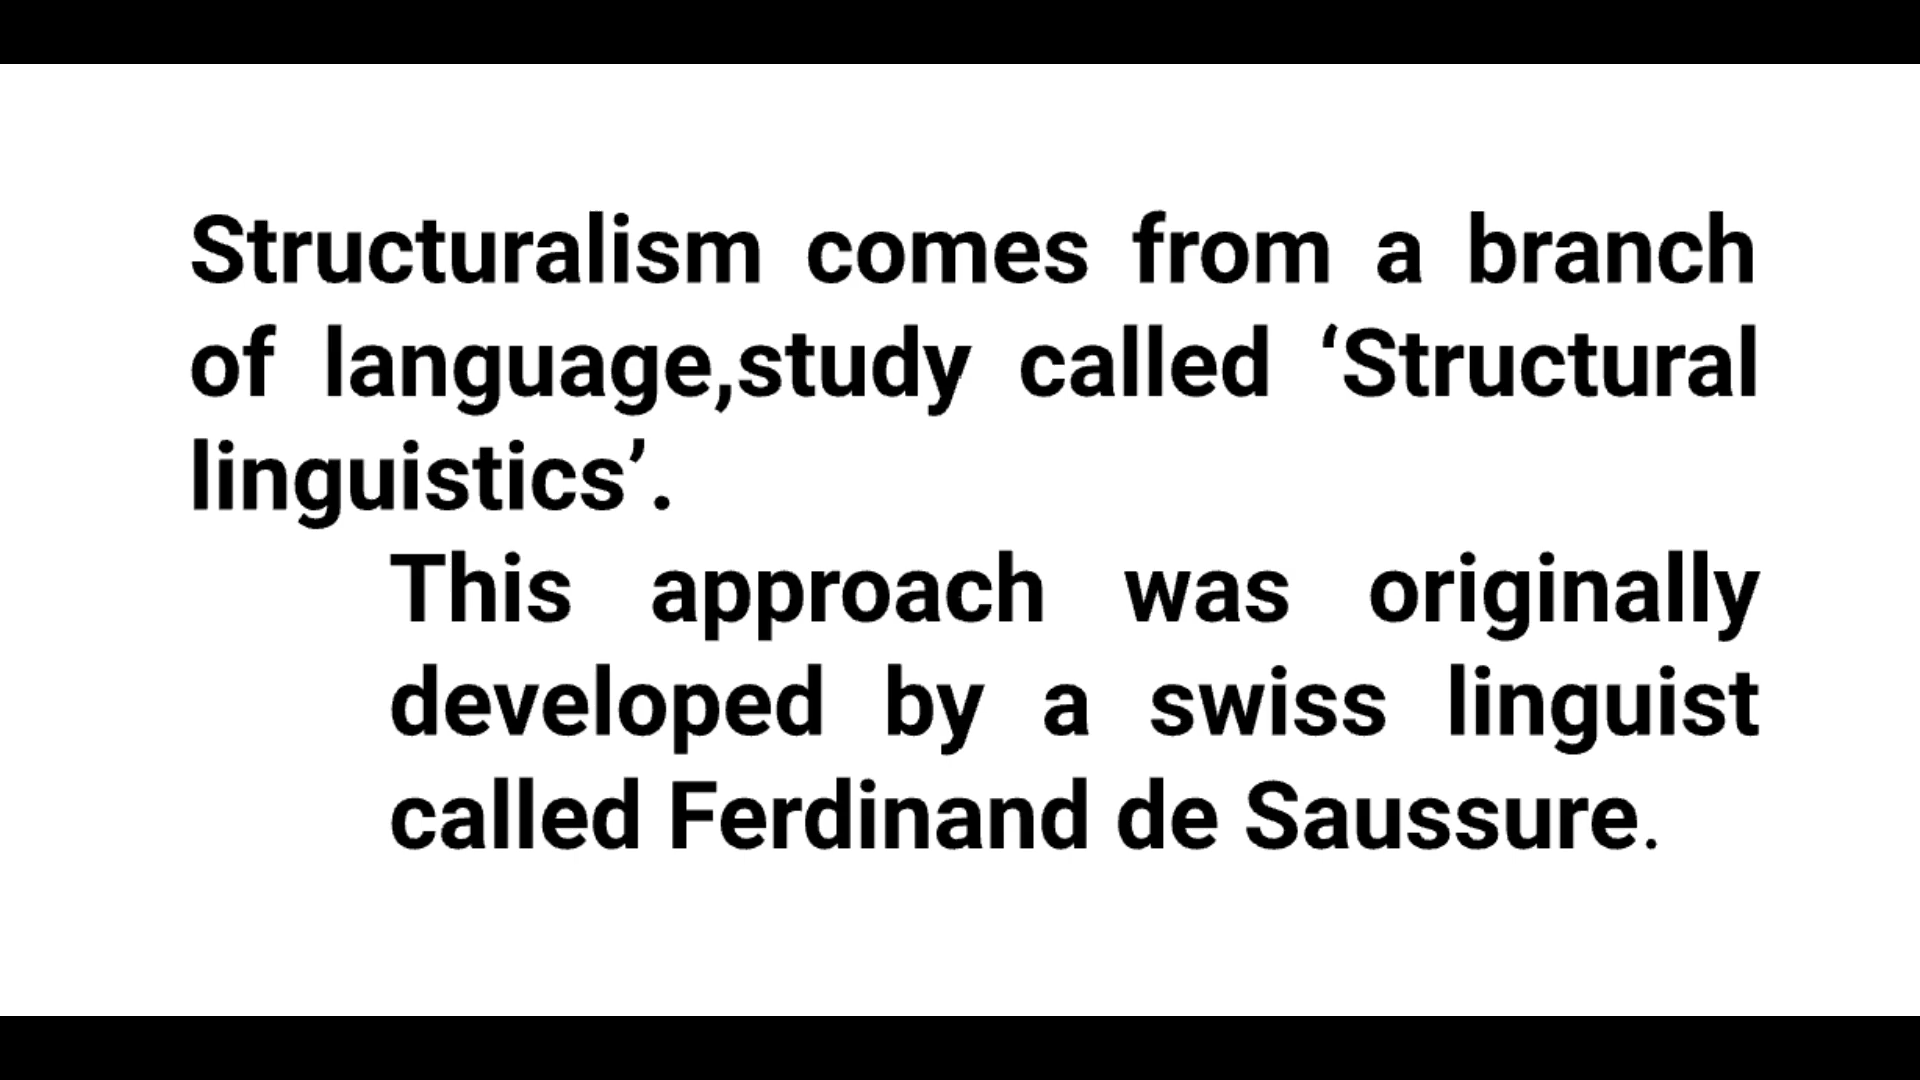 Structuralism comes from a branch
of language,study called ‘Structural
linguistics’.
This approach was originally
developed by a swiss linguist
called Ferdinand de Saussure.